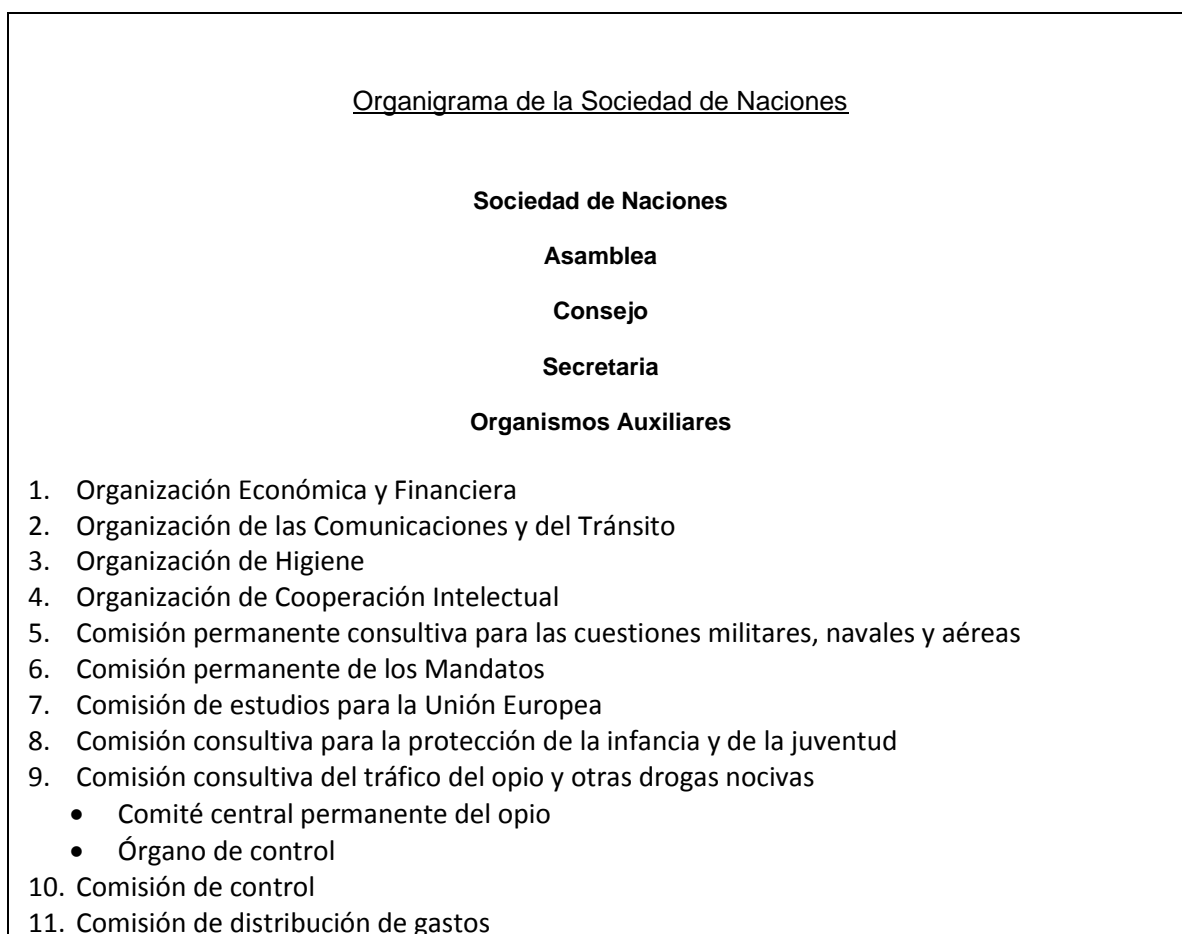 Organigrama de la Sociedad de Naciones
Sociedad de Naciones
Asamblea
Consejo
Secretaria
Organismos Auxiliares
1. Organización Económica y Financiera
2. Organización de las Comunicaciones y del Tránsito
3. Organización de Higiene
4. Organización de Cooperación Intelectual
5. Comisión permanente consultiva para las cuestiones militares, navales y aéreas
6. Comisión permanente de los Mandatos
7. Comisión de estudios para la Unión Europea
8. Comisión consultiva para la protección de la infancia y de la juventud
9. Comisión consultiva del tráfico del opio y otras drogas nocivas
• Comité central permanente del opio
• Órgano de control
10. Comisión de control
11. Comisión de distribución de gastos